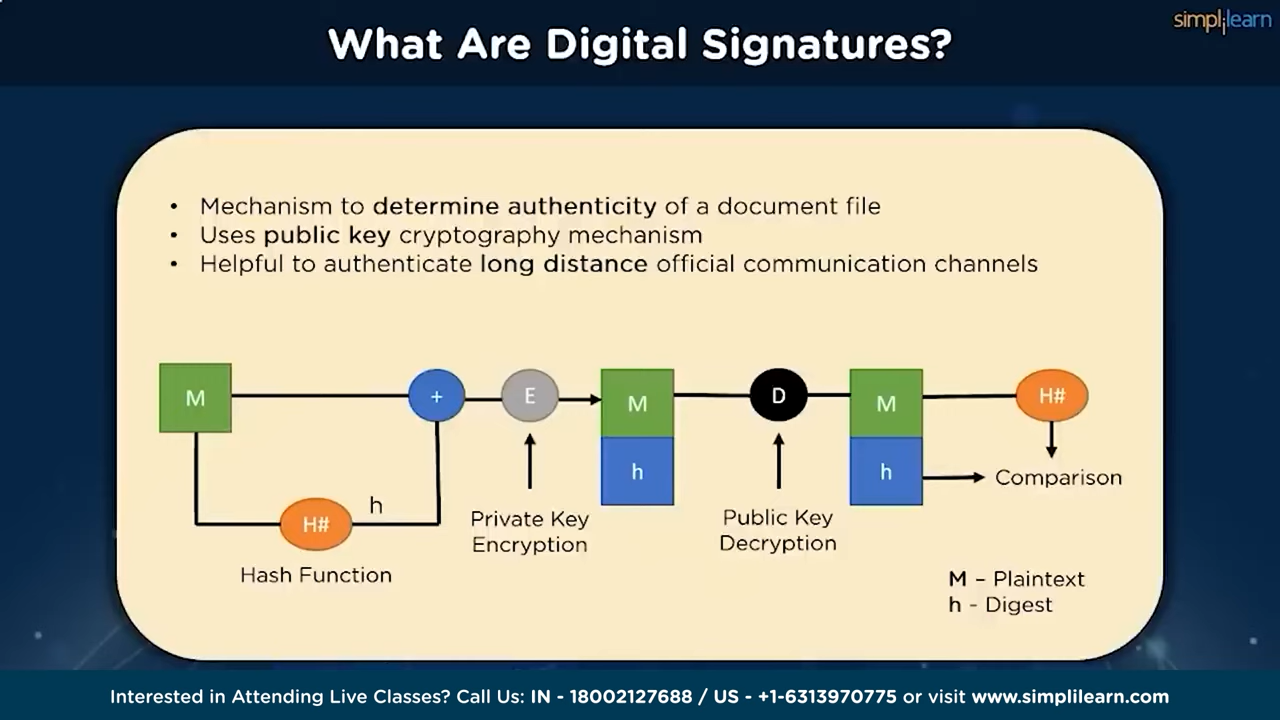 simplilearn
What Are Digital Signatures?
• Mechanism to determine authenticity of a document file
• Uses public key cryptography mechanism
• Helpful to authenticate long distance official communication channels
M
+
E
M
D
M
H#
h
h
Comparison
h
H#
Hash Function
Private Key
Encryption
Public Key
Decryption
M – Plaintext
h - Digest
Interested in Attending Live Classes? Call Us: IN - 18002127688 / US - +1-6313970775 or visit www.simplilearn.com